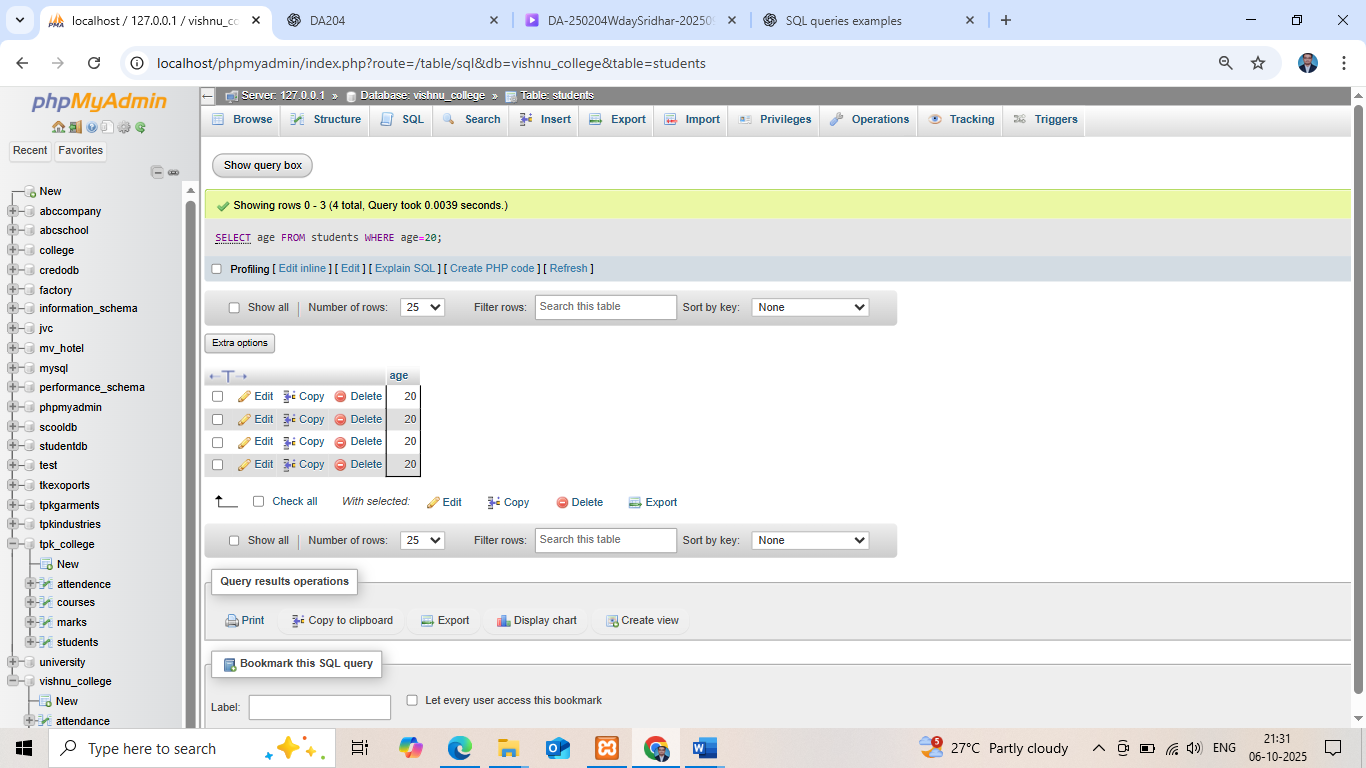 localhost / 127.0.0.1 / vishnu_cc
DA204
DA-250204WdaySridhar-202509
SQL queries examples
localhost/phpmyadmin/index.php?route=/table/sql&db=vishnu_college&table=students
phpMyAdmin
Recent Favorites
New
abccompany
abcschool
college
credodb
factory
information_schema
jvc
mv_hotel
mysql
performance_schema
phpmyadmin
scooldb
studentdb
test
tkexoports
tpkgarments
tpkindustries
tpk_college
New
attendence
courses
marks
students
university
vishnu_college
New
attendance
Server: 127.0.0.1 » Database: vishnu_college » Table: students
Browse Structure SQL Search Insert Export Import Privileges Operations Tracking Triggers
Show query box
Showing rows 0 - 3 (4 total, Query took 0.0039 seconds.)
SELECT age FROM students WHERE age=20;
Profiling [ Edit inline ] [ Edit ] [ Explain SQL ] [ Create PHP code ] [ Refresh ]
Show all Number of rows: 25 Filter rows: Search this table Sort by key: None
Extra options
age
Edit Copy Delete 20
Edit Copy Delete 20
Edit Copy Delete 20
Edit Copy Delete 20
Check all With selected: Edit Copy Delete Export
Show all Number of rows: 25 Filter rows: Search this table Sort by key: None
Query results operations
Print Copy to clipboard Export Display chart Create view
Bookmark this SQL query
Label: Let every user access this bookmark
Type here to search
5
27°C Partly cloudy
ENG
21:31
06-10-2025